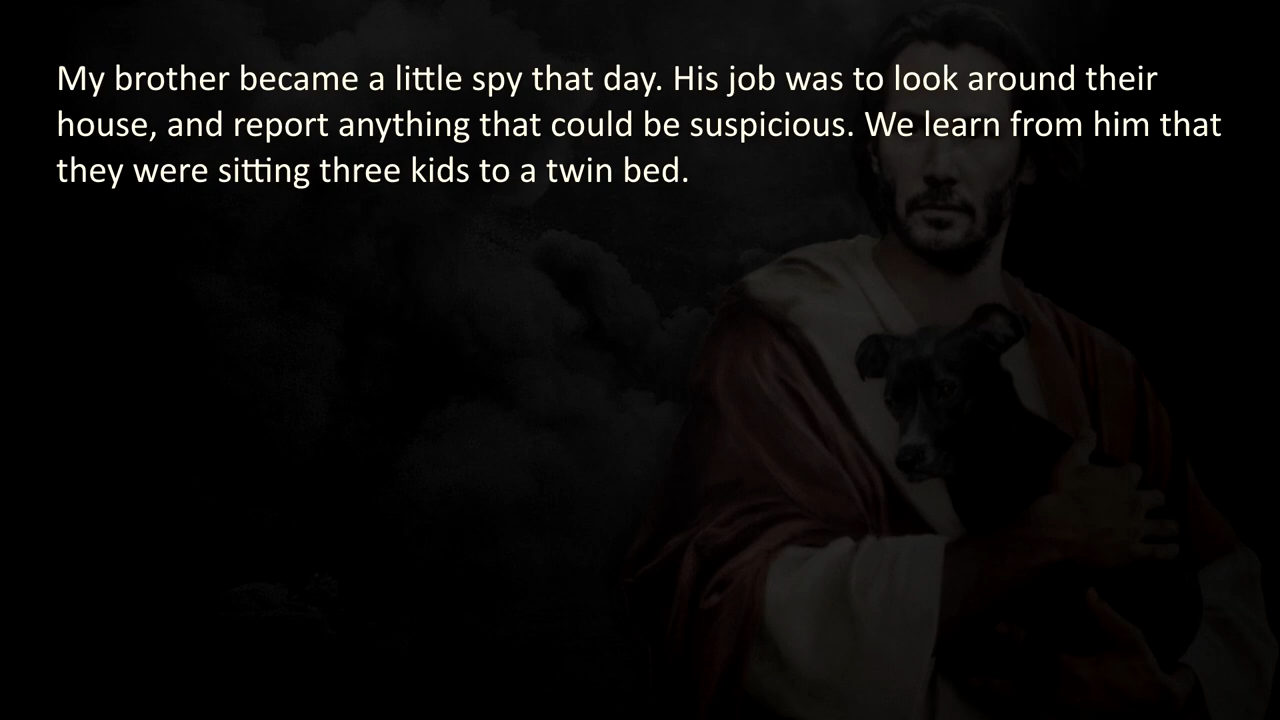 My brother became a little spy that day. His job was to look around their
house, and report anything that could be suspicious. We learn from him that
they were sitting three kids to a twin bed.